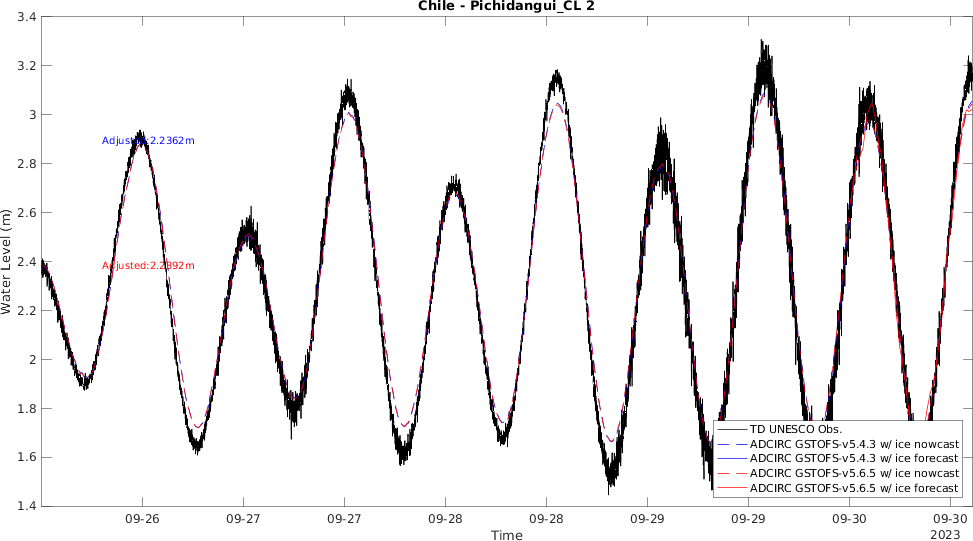 Chile - Pichidangui_CL 2
3.4
3.2
3
2.8
2.6
2.4
2.2
2
1.8
1.6
1.4
Water Level (m)
Adjusted:2.2362m
Adjusted:2.2392m
TD UNESCO Obs.
ADCIRC GSTOFS-v5.4.3 w/ ice nowcast
ADCIRC GSTOFS-v5.4.3 w/ ice forecast
ADCIRC GSTOFS-v5.6.5 w/ ice nowcast
ADCIRC GSTOFS-v5.6.5 w/ ice forecast
09-26 09-27 09-27 09-28 09-28 09-29 09-29 09-30 09-30
2023
Time